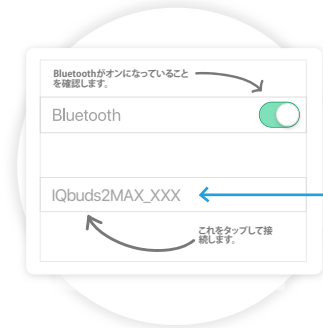 Bluetoothがオンになっていること
を確認します。
Bluetooth
IQbuds2MAX_XXX
これをタップして接
続します。